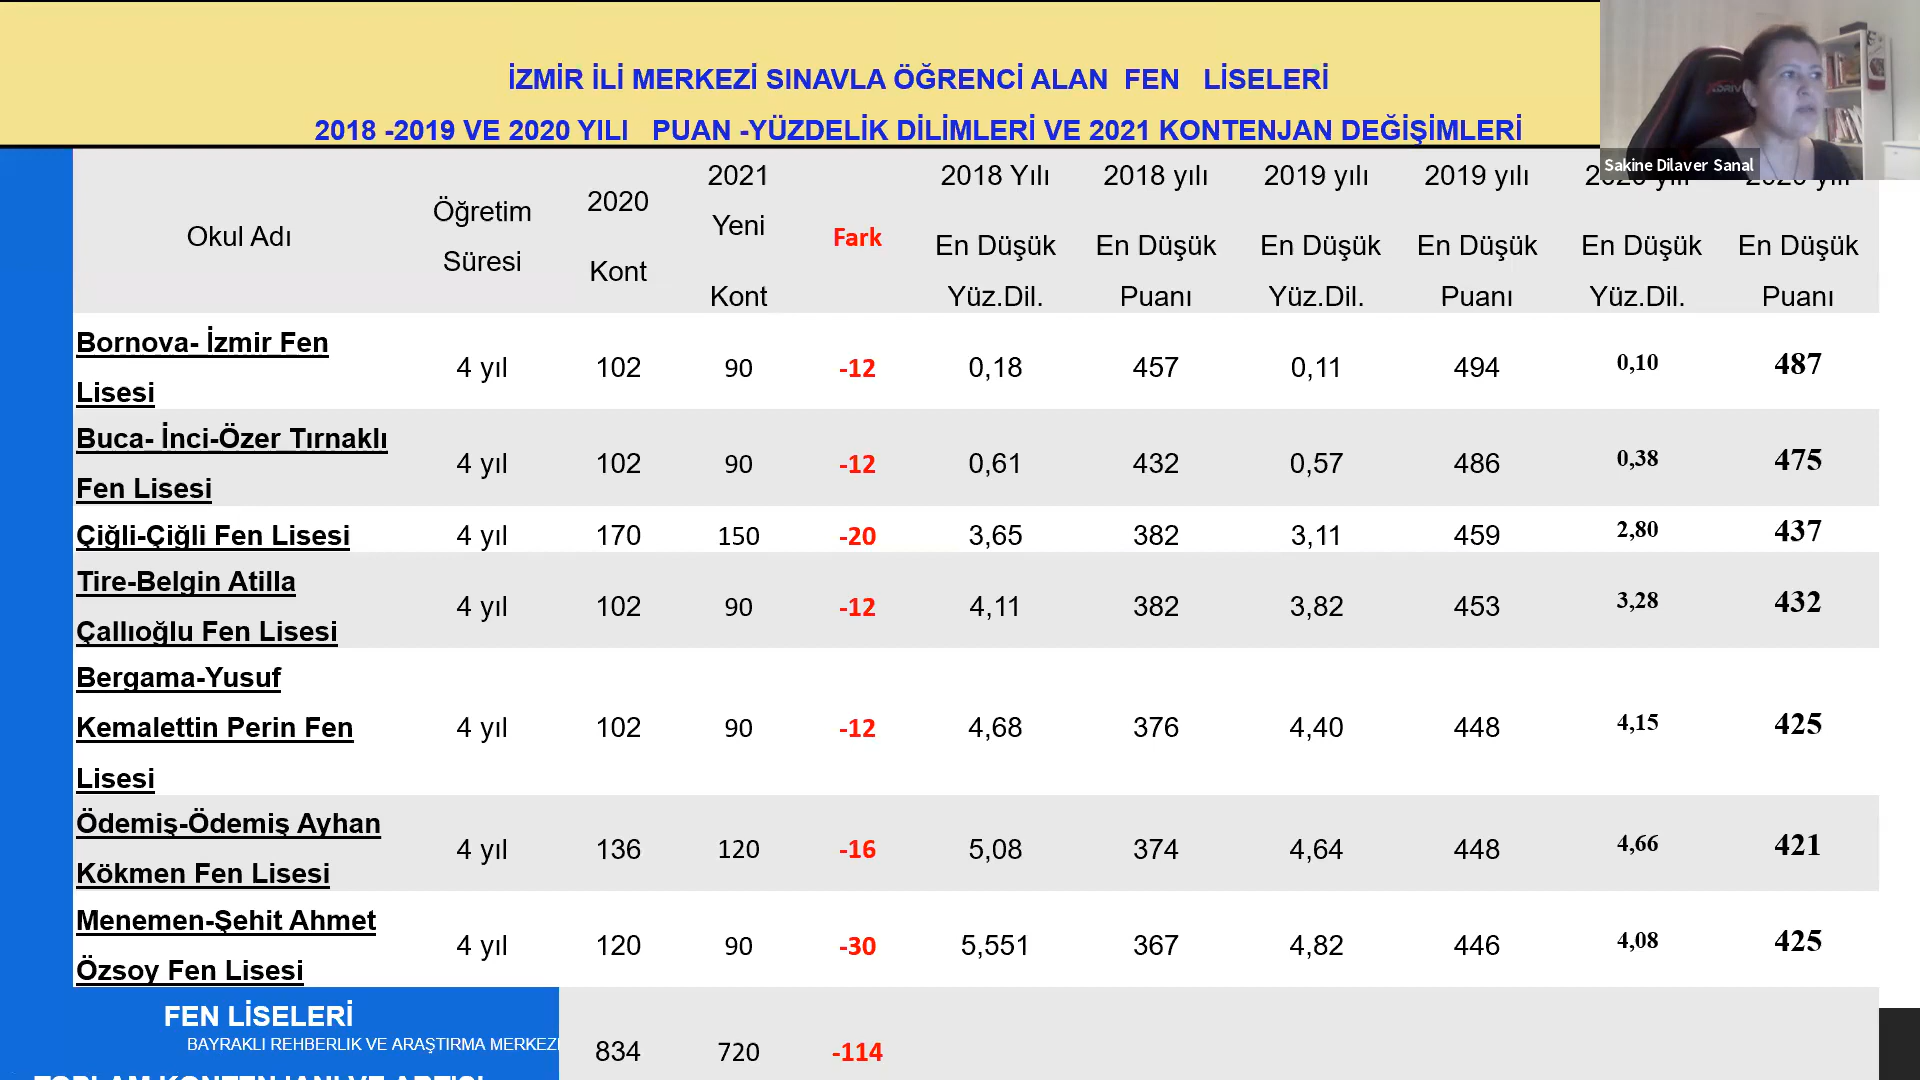 İZMİR İLİ MERKEZİ SINAVLA ÖĞRENCİ ALAN FEN LİSELERİ
2018 -2019 VE 2020 YILI PUAN -YÜZDELİK DİLİMLERİ VE 2021 KONTENJAN DEĞİŞİMLERİ
Sakine Dilaver Sanal
Okul Adı
Öğretim
Süresi
2020
Kont
2021
Yeni
Kont
Fark
2018 Yılı
En Düşük
Yüz.Dil.
2018 yılı
En Düşük
Puanı
2019 yılı
En Düşük
Yüz.Dil.
2019 yılı
En Düşük
Puanı
2020 yılı
En Düşük
Yüz.Dil.
2020 yılı
En Düşük
Puanı
Bornova- İzmir Fen
Lisesi
4 yıl 102 90 -12 0,18 457 0,11 494 0,10 487
Buca- İnci-Özer Tırnaklı
Fen Lisesi
4 yıl 102 90 -12 0,61 432 0,57 486 0,38 475
Çiğli-Çiğli Fen Lisesi 4 yıl 170 150 -20 3,65 382 3,11 459 2,80 437
Tire-Belgin Atilla
Çallıoğlu Fen Lisesi
4 yıl 102 90 -12 4,11 382 3,82 453 3,28 432
Bergama-Yusuf
Kemalettin Perin Fen
Lisesi
4 yıl 102 90 -12 4,68 376 4,40 448 4,15 425
Ödemiş-Ödemiş Ayhan
Kökmen Fen Lisesi
4 yıl 136 120 -16 5,08 374 4,64 448 4,66 421
Menemen-Şehit Ahmet
Özsoy Fen Lisesi
4 yıl 120 90 -30 5,551 367 4,82 446 4,08 425
FEN LİSELERİ
BAYRAKLI REHBERLIK VE ARAŞTIRMA MERKEZİ
TOPLAM KONTENJANI VE ARTIŞI
834 720 -114